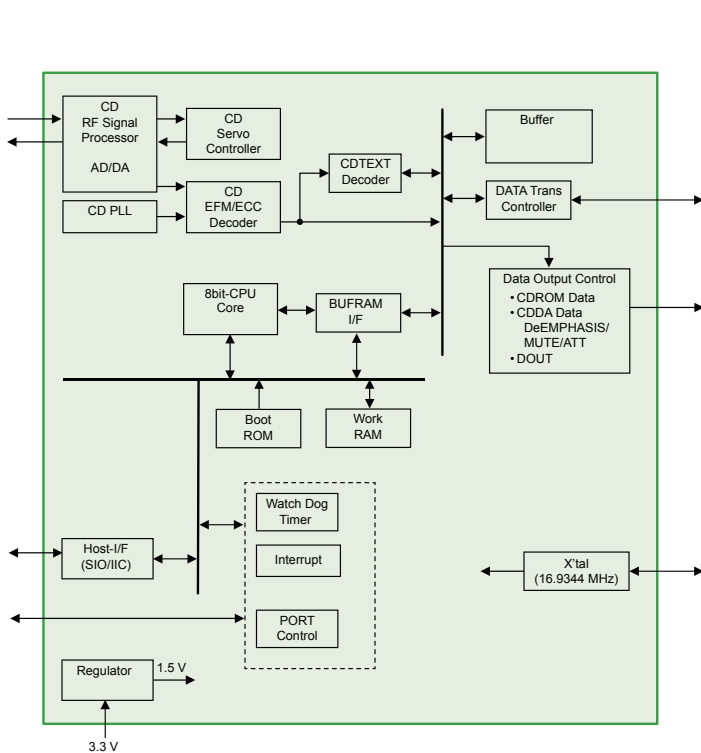 CD
RF Signal
Processor
AD/DA
CD
Servo
Controller
CD PLL
CD
EFM/ECC
Decoder
CDTEXT
Decoder
Buffer
DATA Trans
Controller
Data Output Control
• CDROM Data
• CDDA Data
DeEMPHASIS/
MUTE/ATT
• DOUT
8bit-CPU
Core
BUFRAM
I/F
Boot
ROM
Work
RAM
Watch Dog
Timer
Interrupt
PORT
Control
Host-I/F
(SIO/IIC)
X'tal
(16.9344 MHz)
Regulator
1.5 V
3.3 V